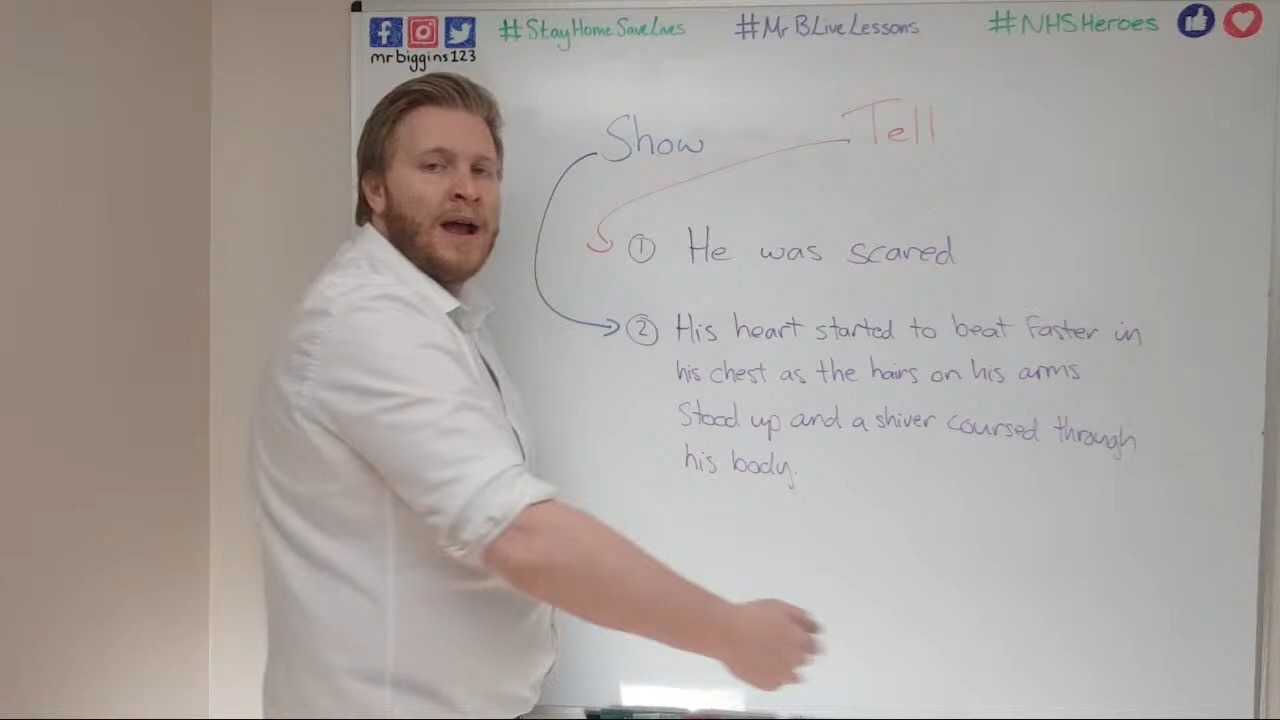 #StayHomeSaveLives #MrBLiveLessons #NHSHeroes
mrbiggins123
Show Tell
① He was scared
② His heart started to beat faster in
his chest as the hairs on his arms
stood up and a shiver coursed through
his body.